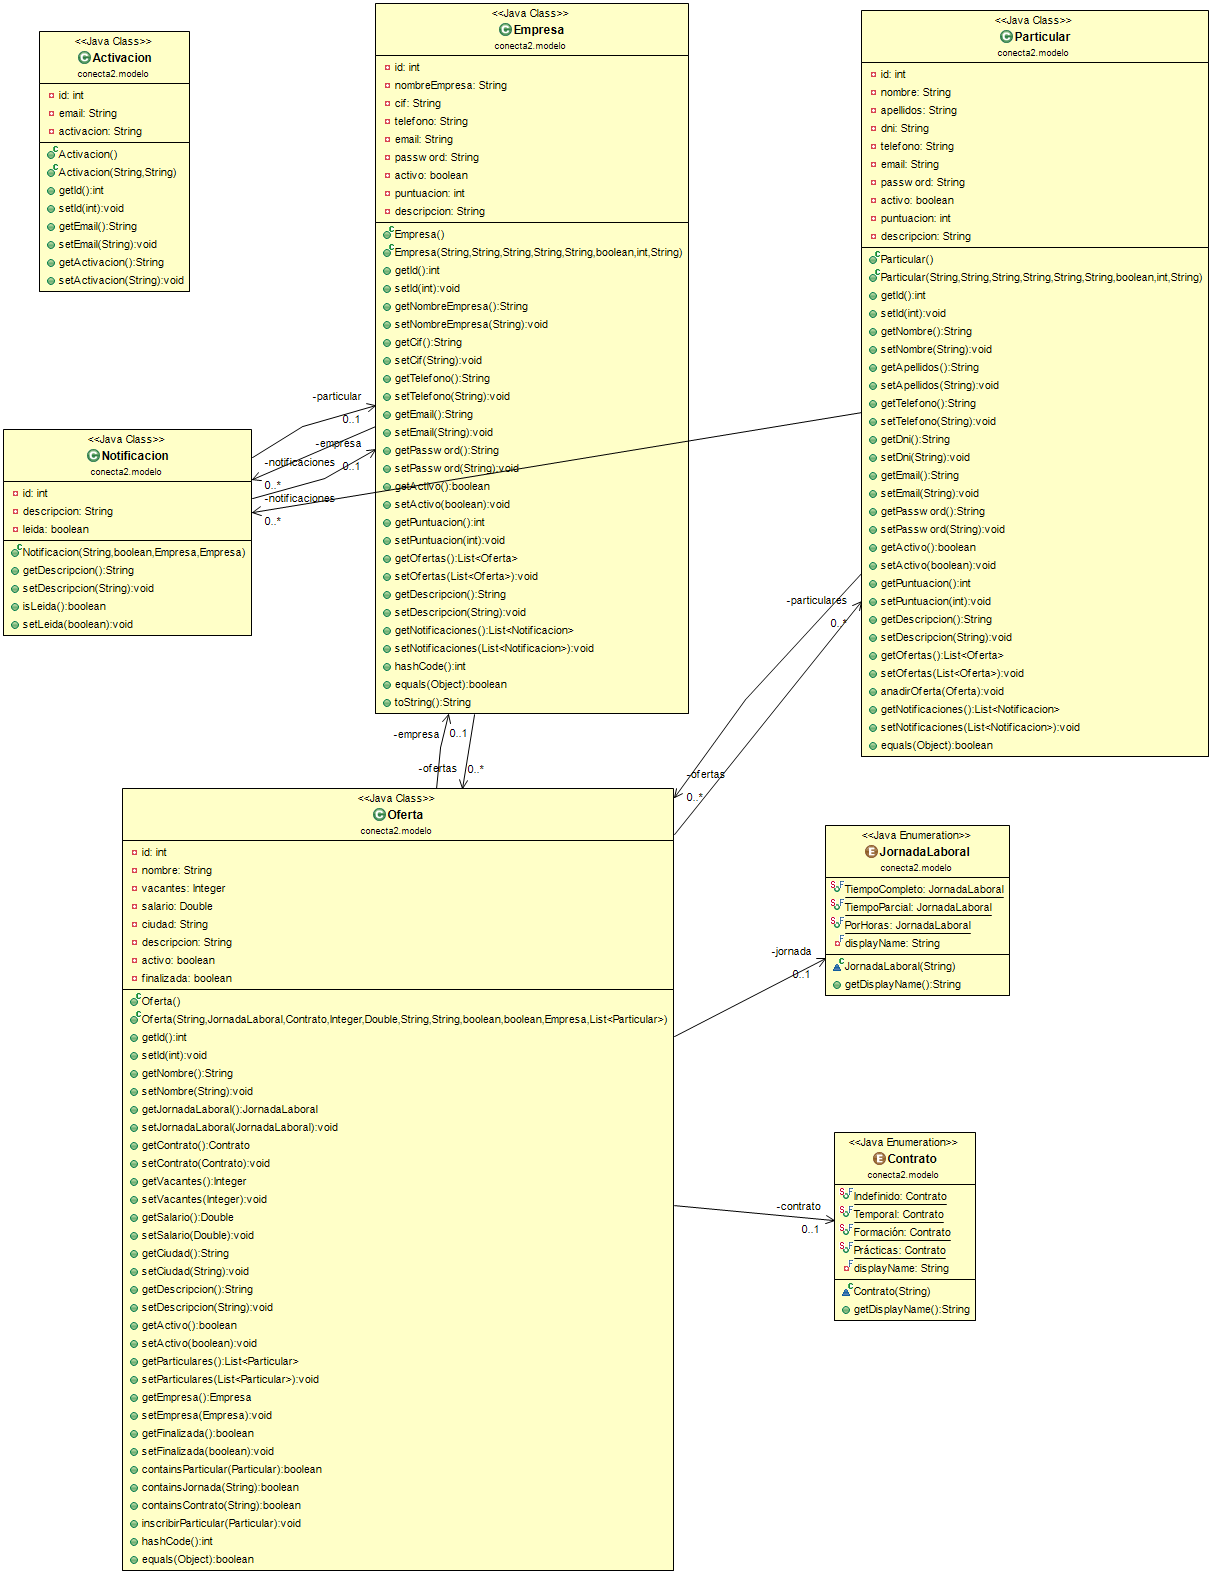 <<Java Class>>
Activacion
conecta2.modelo
id: int
email: String
activacion: String
Activacion()
Activacion(String,String)
getId():int
setId(int):void
getEmail():String
setEmail(String):void
getActivacion():String
setActivacion(String):void
<<Java Class>>
Empresa
conecta2.modelo
id: int
nombreEmpresa: String
cif: String
telefono: String
email: String
passw ord: String
activo: boolean
puntuacion: int
descripcion: String
Empresa()
Empresa(String,String,String,String,String,boolean,int,String)
getId():int
setId(int):void
getNombreEmpresa():String
setNombreEmpresa(String):void
getCif():String
setCif(String):void
getTelefono():String
setTelefono(String):void
getEmail():String
setEmail(String):void
getPassw ord():String
setPassw ord(String):void
getActivo():boolean
setActivo(boolean):void
getPuntuacion():int
setPuntuacion(int):void
getOfertas():List<Oferta>
setOfertas(List<Oferta>):void
getDescripcion():String
setDescripcion(String):void
getNotificaciones():List<Notificacion>
setNotificaciones(List<Notificacion>):void
hashCode():int
equals(Object):boolean
toString():String
<<Java Class>>
Particular
conecta2.modelo
id: int
nombre: String
apellidos: String
dni: String
telefono: String
email: String
passw ord: String
activo: boolean
puntuacion: int
descripcion: String
Particular()
Particular(String,String,String,String,String,String,boolean,int,String)
getId():int
setId(int):void
getNombre():String
setNombre(String):void
getApellidos():String
setApellidos(String):void
getTelefono():String
setTelefono(String):void
getDni():String
setDni(String):void
getEmail():String
setEmail(String):void
getPassw ord():String
setPassw ord(String):void
getActivo():boolean
setActivo(boolean):void
getPuntuacion():int
setPuntuacion(int):void
getDescripcion():String
setDescripcion(String):void
getOfertas():List<Oferta>
setOfertas(List<Oferta>):void
anadirOferta(Oferta):void
getNotificaciones():List<Notificacion>
setNotificaciones(List<Notificacion>):void
equals(Object):boolean
-particular
0..1
-empresa
0..1
-notificaciones
0..*
-notificaciones
0..*
<<Java Class>>
Notificacion
conecta2.modelo
id: int
descripcion: String
leida: boolean
Notificacion(String,boolean,Empresa,Empresa)
getDescripcion():String
setDescripcion(String):void
isLeida():boolean
setLeida(boolean):void
-particulares
0..*
-empresa
0..1
-ofertas
0..*
-ofertas
0..*
<<Java Class>>
Oferta
conecta2.modelo
id: int
nombre: String
vacantes: Integer
salario: Double
ciudad: String
descripcion: String
activo: boolean
finalizada: boolean
Oferta()
Oferta(String,JornadaLaboral,Contrato,Integer,Double,String,String,boolean,boolean,Empresa,List<Particular>)
getId():int
setId(int):void
getNombre():String
setNombre(String):void
getJornadaLaboral():JornadaLaboral
setJornadaLaboral(JornadaLaboral):void
getContrato():Contrato
setContrato(Contrato):void
getVacantes():Integer
setVacantes(Integer):void
getSalario():Double
setSalario(Double):void
getCiudad():String
setCiudad(String):void
getDescripcion():String
setDescripcion(String):void
getActivo():boolean
setActivo(boolean):void
getParticulares():List<Particular>
setParticulares(List<Particular>):void
getEmpresa():Empresa
setEmpresa(Empresa):void
getFinalizada():boolean
setFinalizada(boolean):void
containsParticular(Particular):boolean
containsJornada(String):boolean
containsContrato(String):boolean
inscribirParticular(Particular):void
hashCode():int
equals(Object):boolean
-jornada
0..1
<<Java Enumeration>>
JornadaLaboral
conecta2.modelo
TiempoCompleto: JornadaLaboral
TiempoParcial: JornadaLaboral
PorHoras: JornadaLaboral
displayName: String
JornadaLaboral(String)
getDisplayName():String
-contrato
0..1
<<Java Enumeration>>
Contrato
conecta2.modelo
Indefinido: Contrato
Temporal: Contrato
Formación: Contrato
Prácticas: Contrato
displayName: String
Contrato(String)
getDisplayName():String